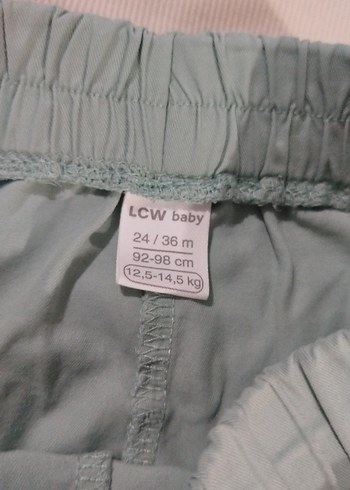 LCW baby
24 / 36 m
92-98 cm
12,5-14,5 kg